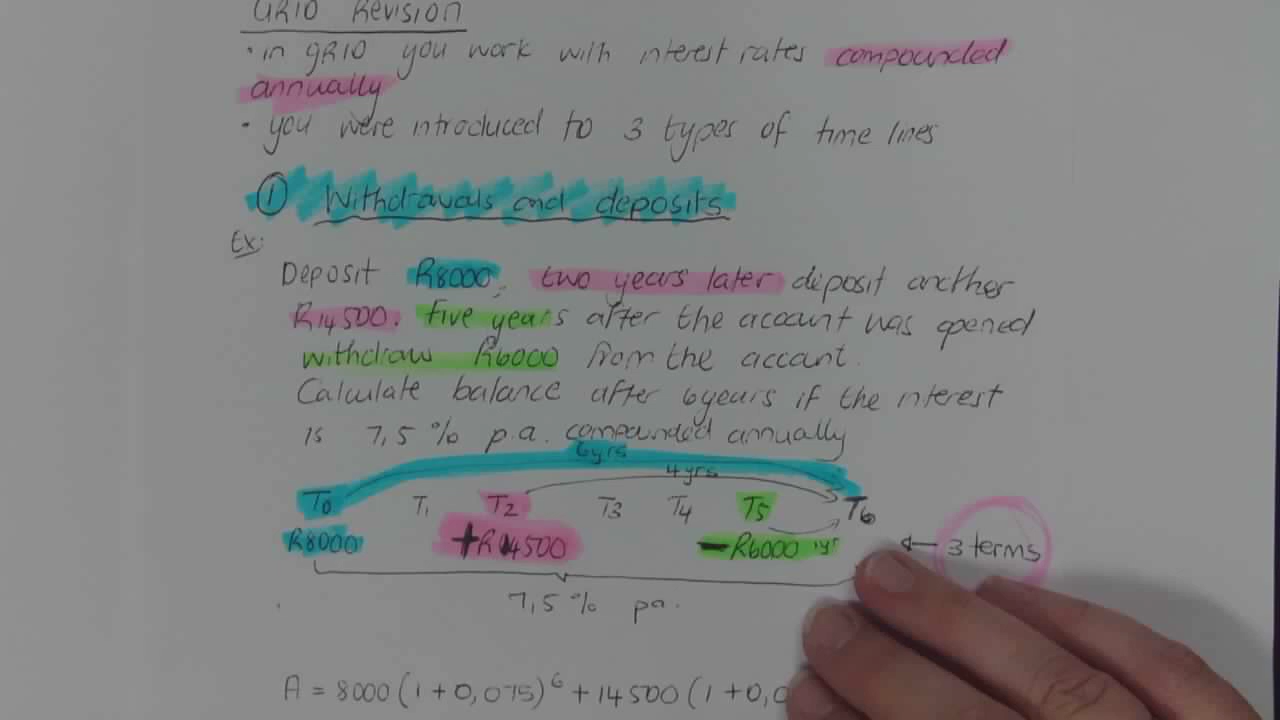 GR10 Revision
• in gR10 you work with interest rates compounded
annually
• you were introduced to 3 types of time lines
① Withdrawals and deposits
Ex:
Deposit R8000, two years later deposit another
R14500. Five years after the account was opened
withdraw R6000 from the account.
Calculate balance after 6years if the interest
is 7,5% p.a. compounded annually
6yrs
4yrs
T0 T1 T2 T3 T4 T5 T6
R8000 +R14500 -R6000 1yr ← 3 terms
7,5% pa.
A = 8000(1+0,075)^6 + 14500(1+0,0